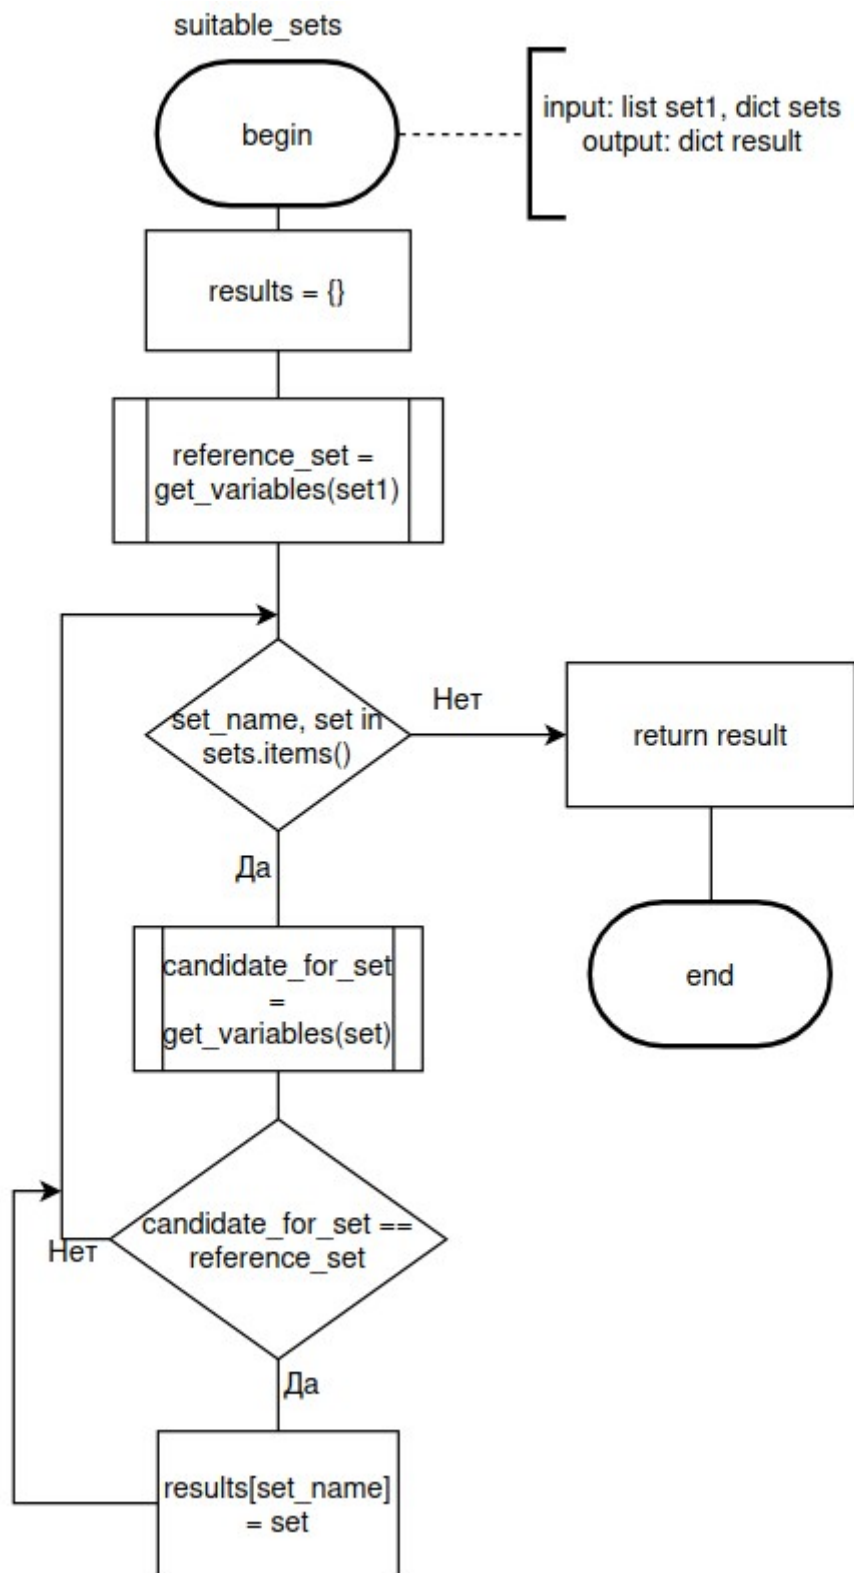 suitable_sets
begin
input: list set1, dict sets
output: dict result
results = {}
reference_set =
get_variables(set1)
set_name, set in
sets.items()
Нет
return result
Да
end
candidate_for_set
=
get_variables(set)
candidate_for_set ==
reference_set
Нет
Да
results[set_name]
= set